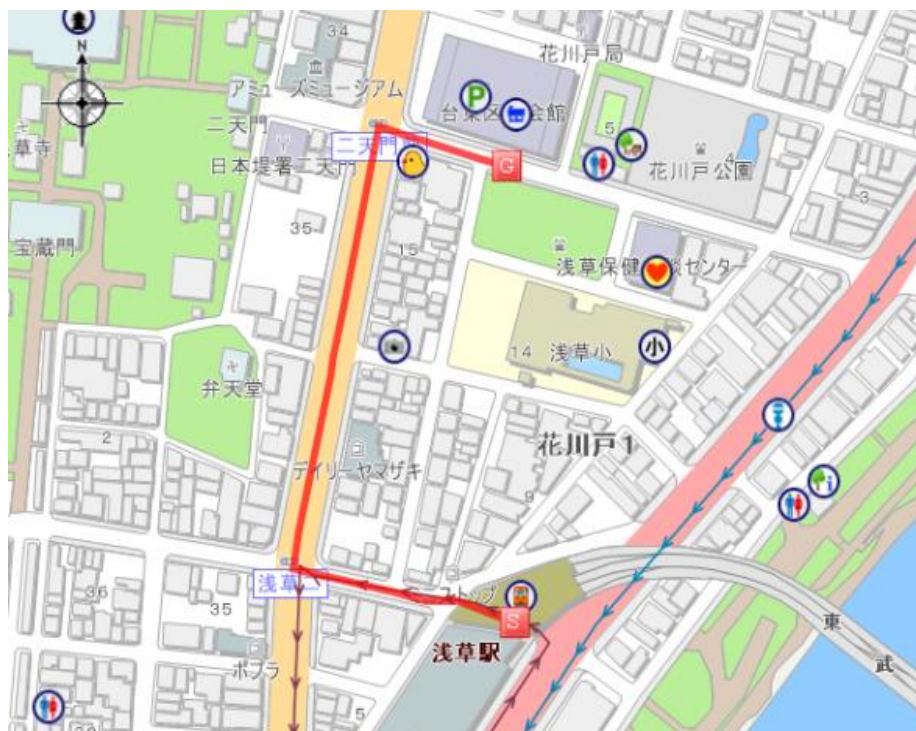 34
花川戸局
N
アミューズミュージアム
P
台東区
会館
二天門
二天門
5
日本堤署二天門
G
4
花川戸公園
草寺
3
35
宝蔵門
15
浅草保健
談センター
14
浅草小
小
弁天堂
2
花川戸1
デイリーヤマザキ
9
浅草
ニストップ
36
35
S
東
浅草駅
武
ポプラ
5